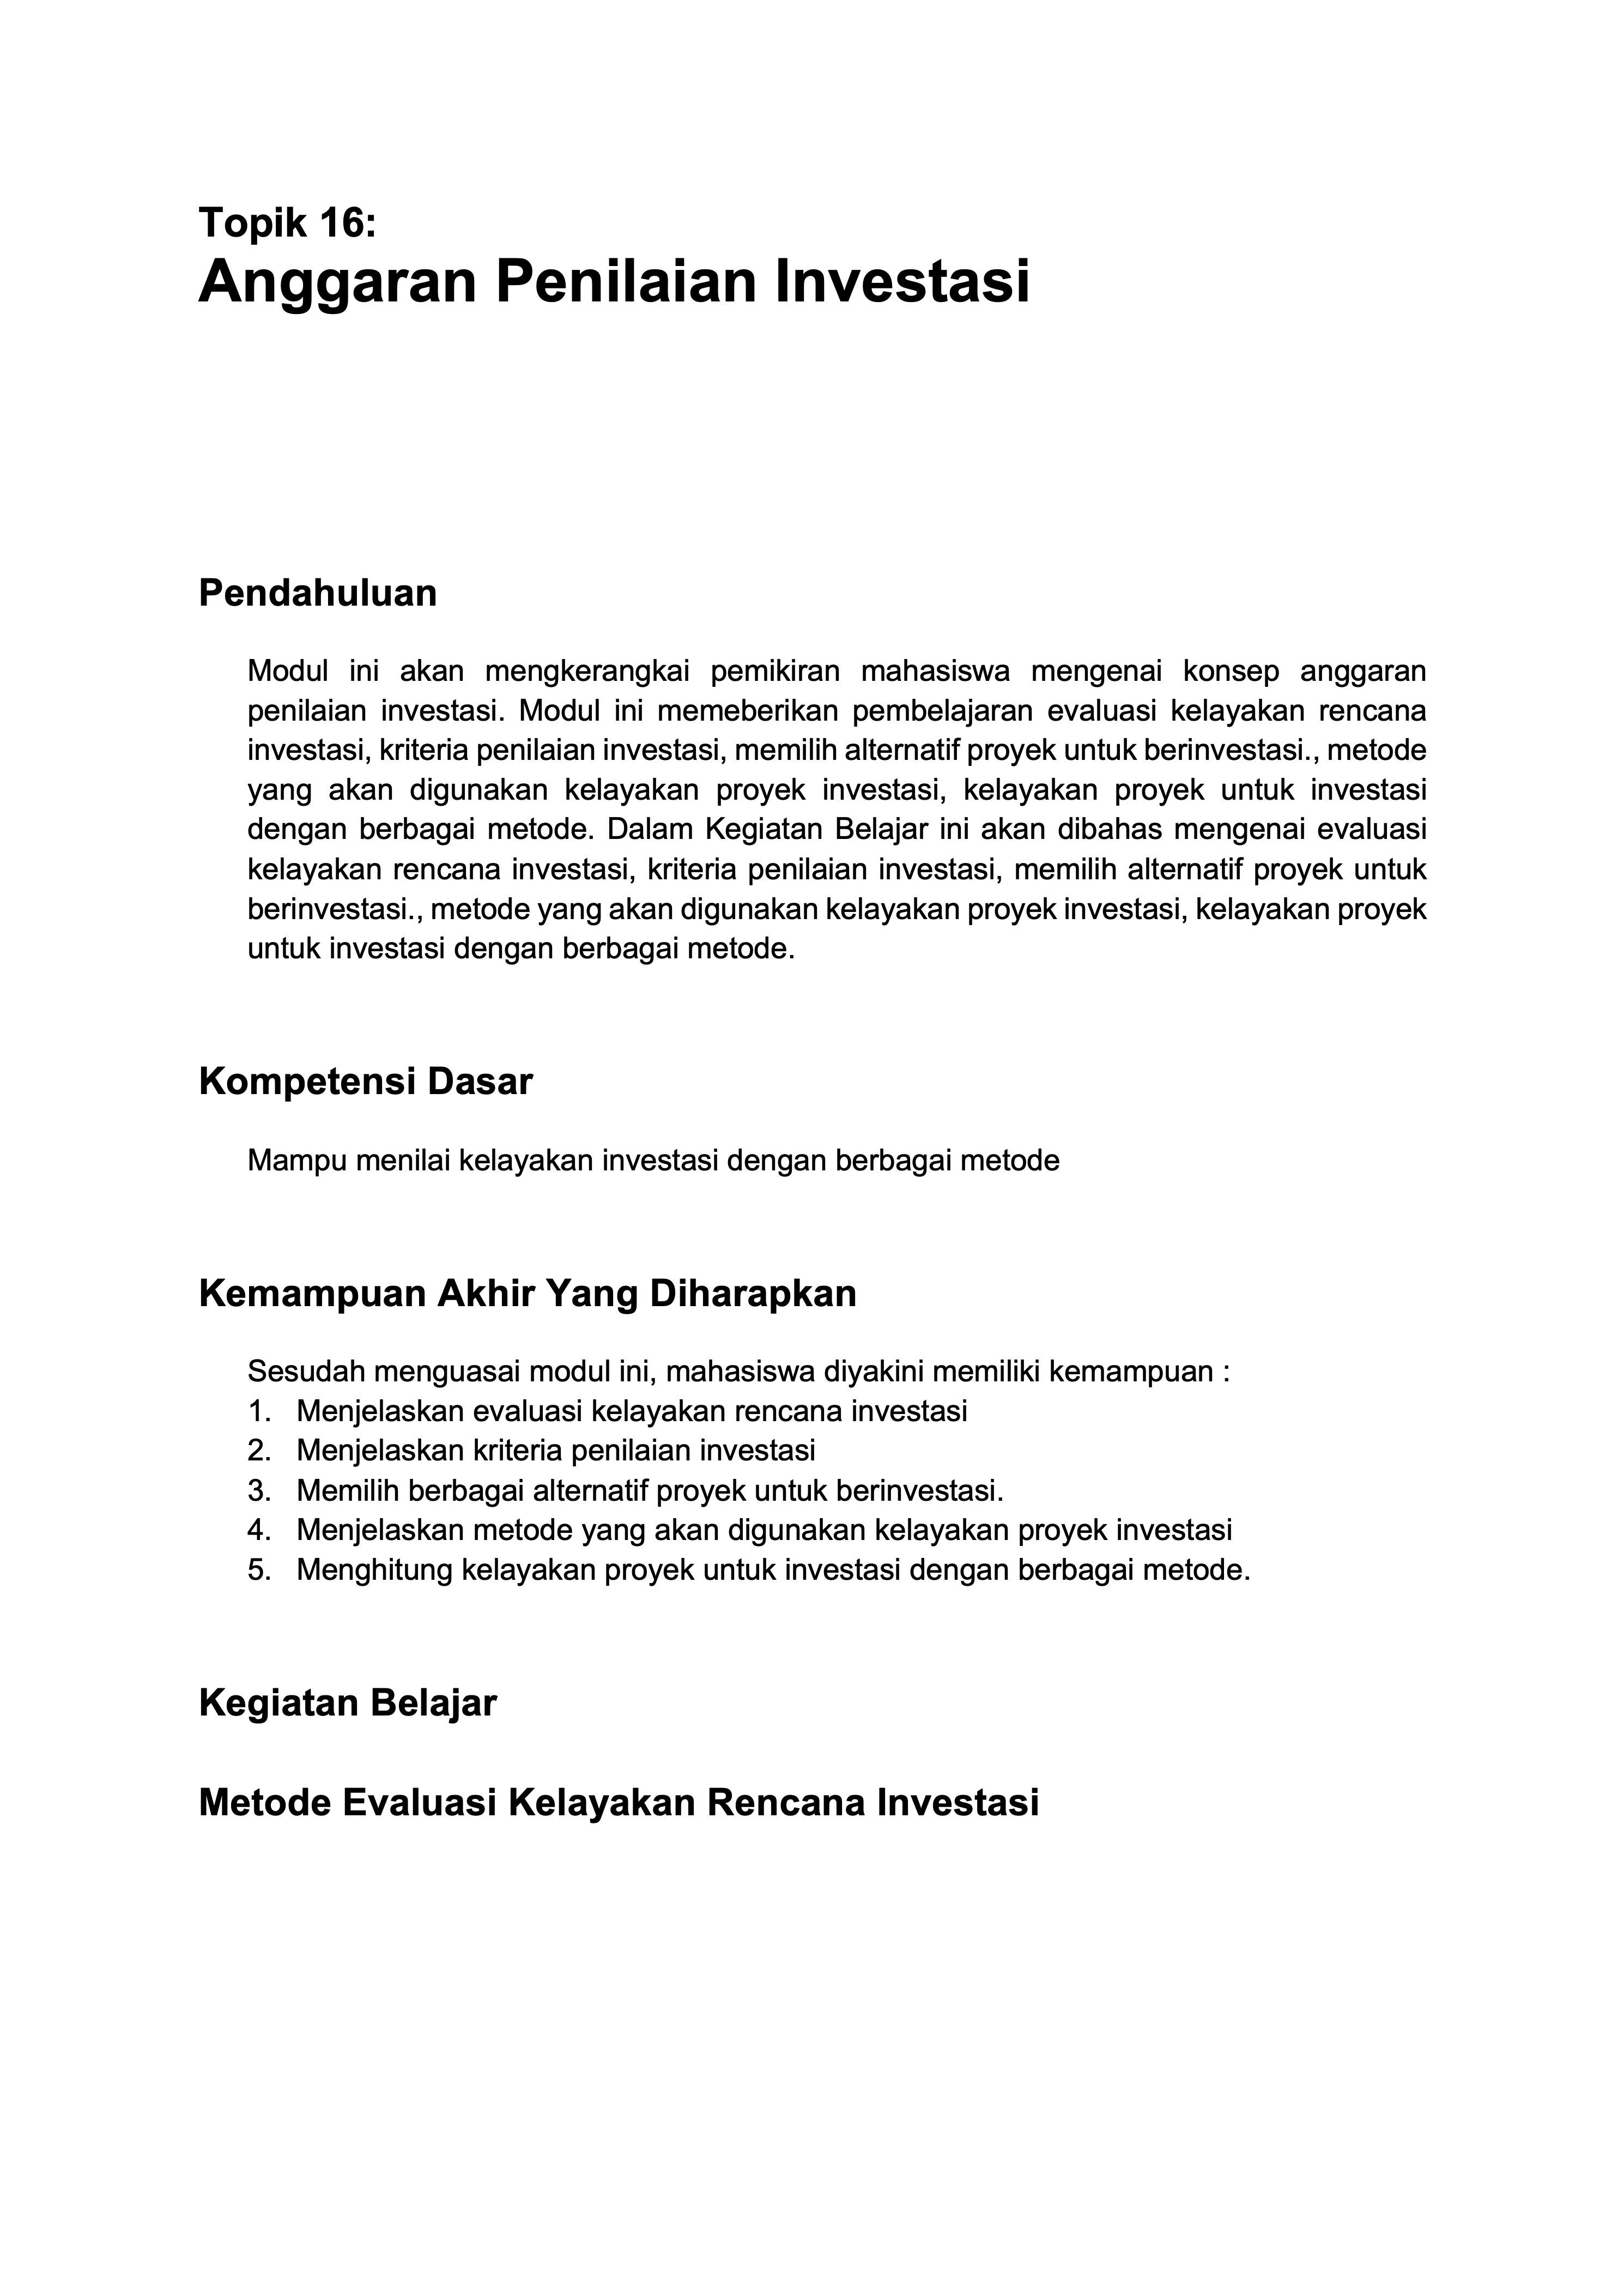 Topik 16:
Anggaran Penilaian Investasi
Pendahuluan
Modul ini akan mengkerangkai pemikiran mahasiswa mengenai konsep anggaran
penilaian investasi. Modul ini memeberikan pembelajaran evaluasi kelayakan rencana
investasi, kriteria penilaian investasi, memilih alternatif proyek untuk berinvestasi., metode
yang akan digunakan kelayakan proyek investasi, kelayakan proyek untuk investasi
dengan berbagai metode. Dalam Kegiatan Belajar ini akan dibahas mengenai evaluasi
kelayakan rencana investasi, kriteria penilaian investasi, memilih alternatif proyek untuk
berinvestasi., metode yang akan digunakan kelayakan proyek investasi, kelayakan proyek
untuk investasi dengan berbagai metode.
Kompetensi Dasar
Mampu menilai kelayakan investasi dengan berbagai metode
Kemampuan Akhir Yang Diharapkan
Sesudah menguasai modul ini, mahasiswa diyakini memiliki kemampuan :
1. Menjelaskan evaluasi kelayakan rencana investasi
2. Menjelaskan kriteria penilaian investasi
3. Memilih berbagai alternatif proyek untuk berinvestasi.
4. Menjelaskan metode yang akan digunakan kelayakan proyek investasi
5. Menghitung kelayakan proyek untuk investasi dengan berbagai metode.
Kegiatan Belajar
Metode Evaluasi Kelayakan Rencana Investasi